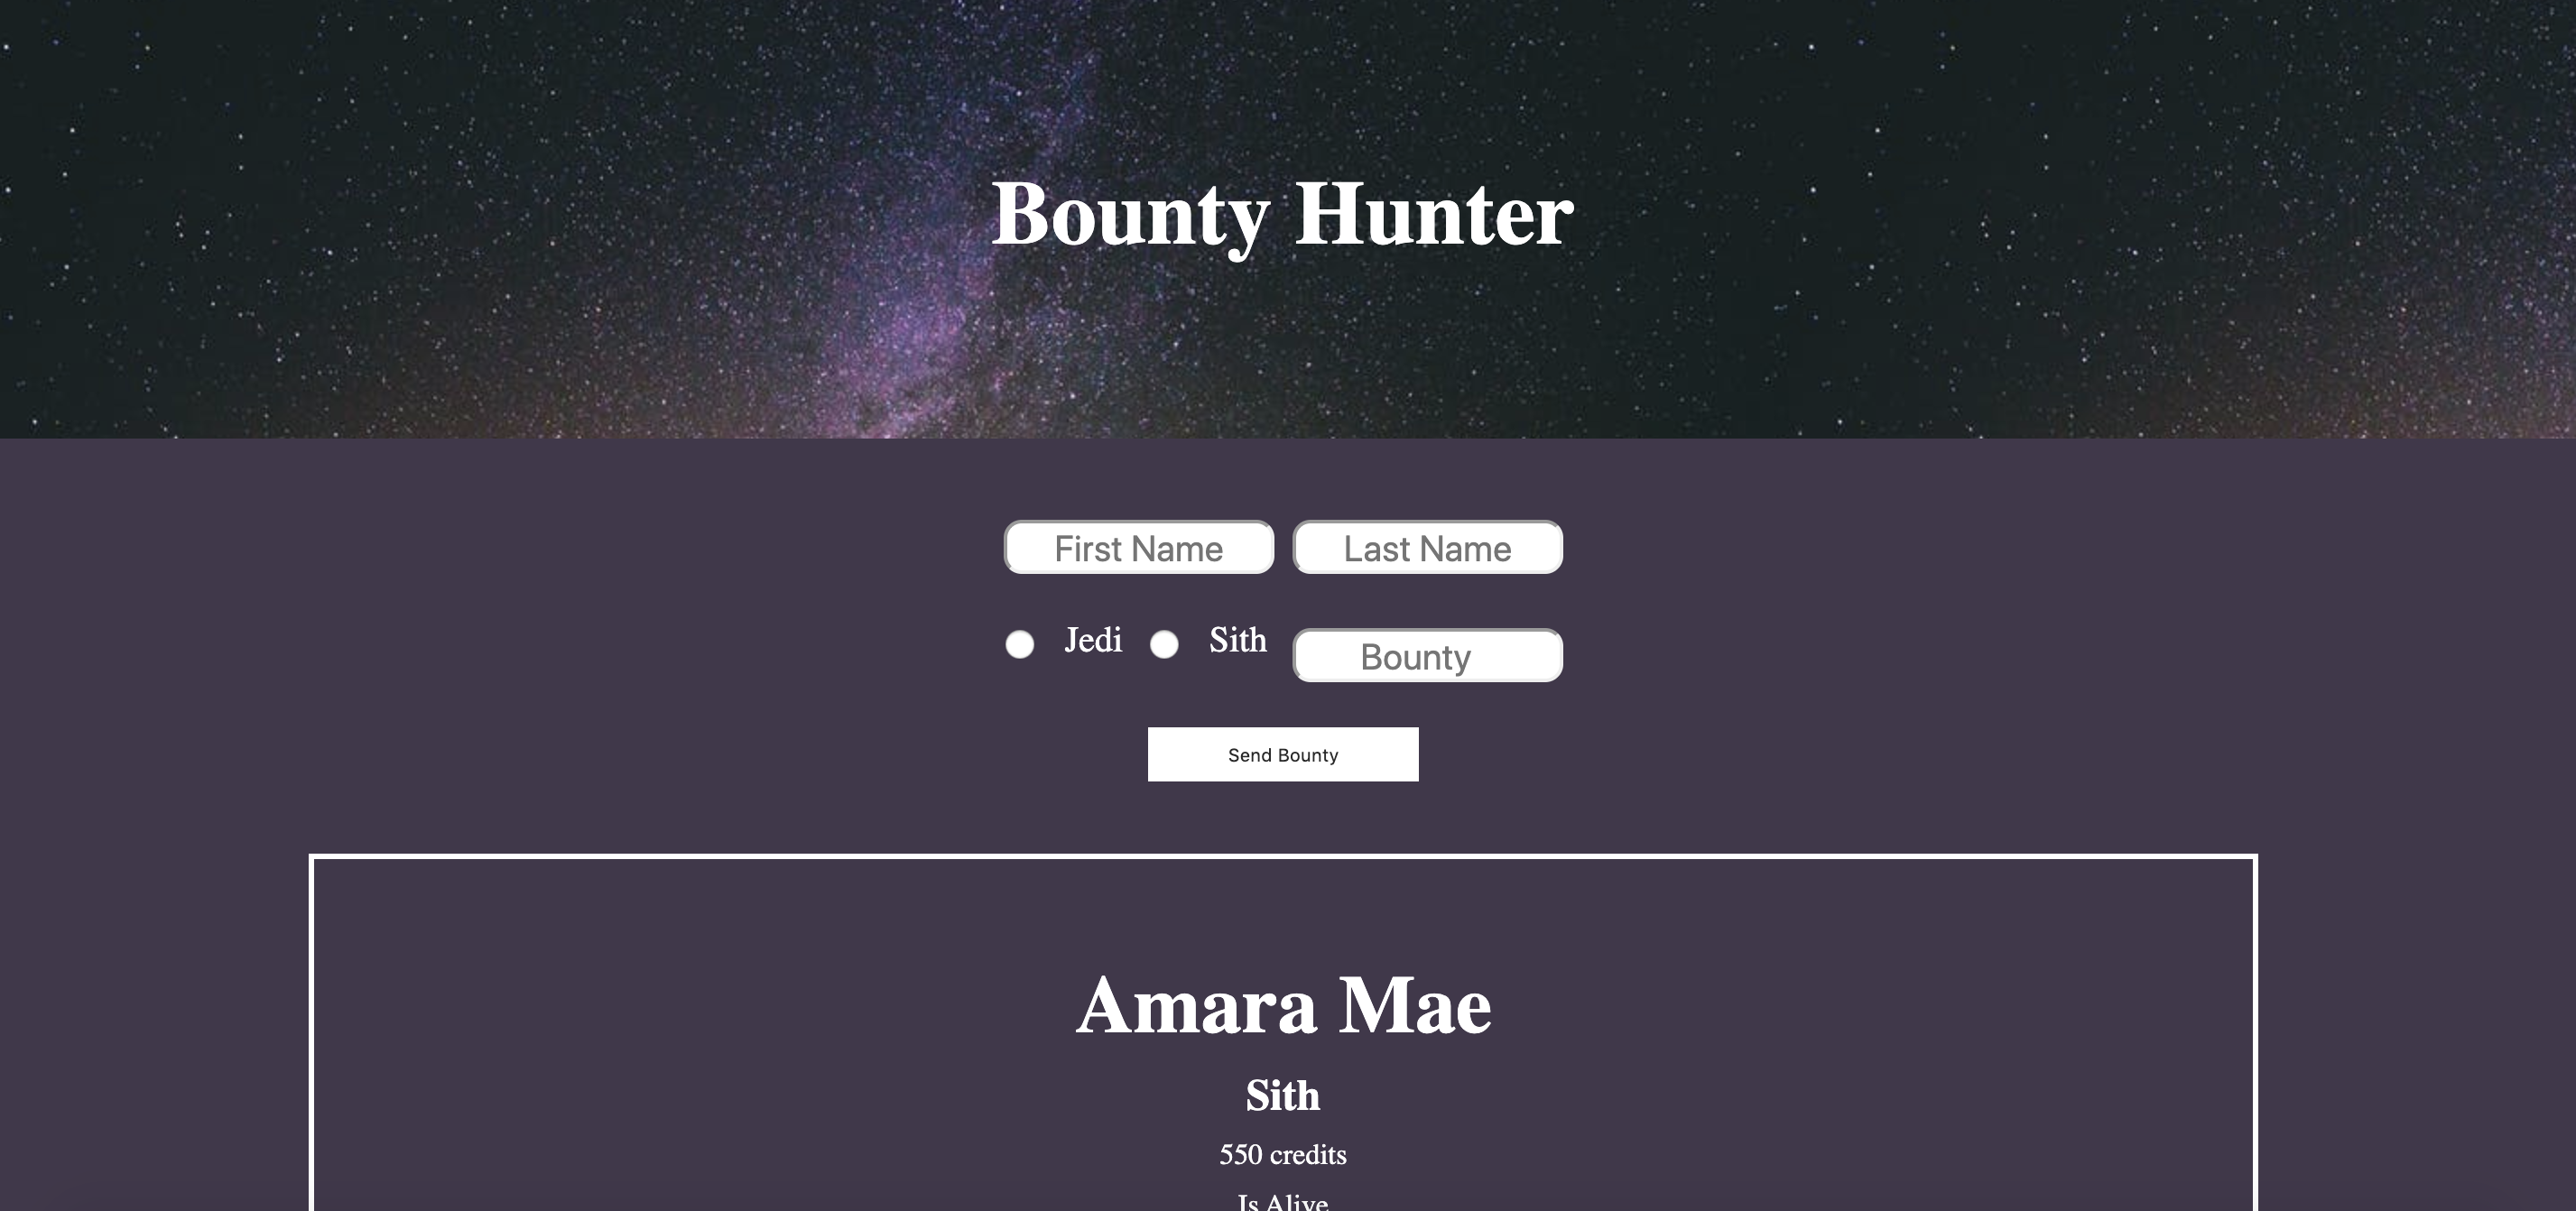 Bounty Hunter
First Name Last Name
Jedi Sith Bounty
Send Bounty
Amara Mae
Sith
550 credits
Is Alive